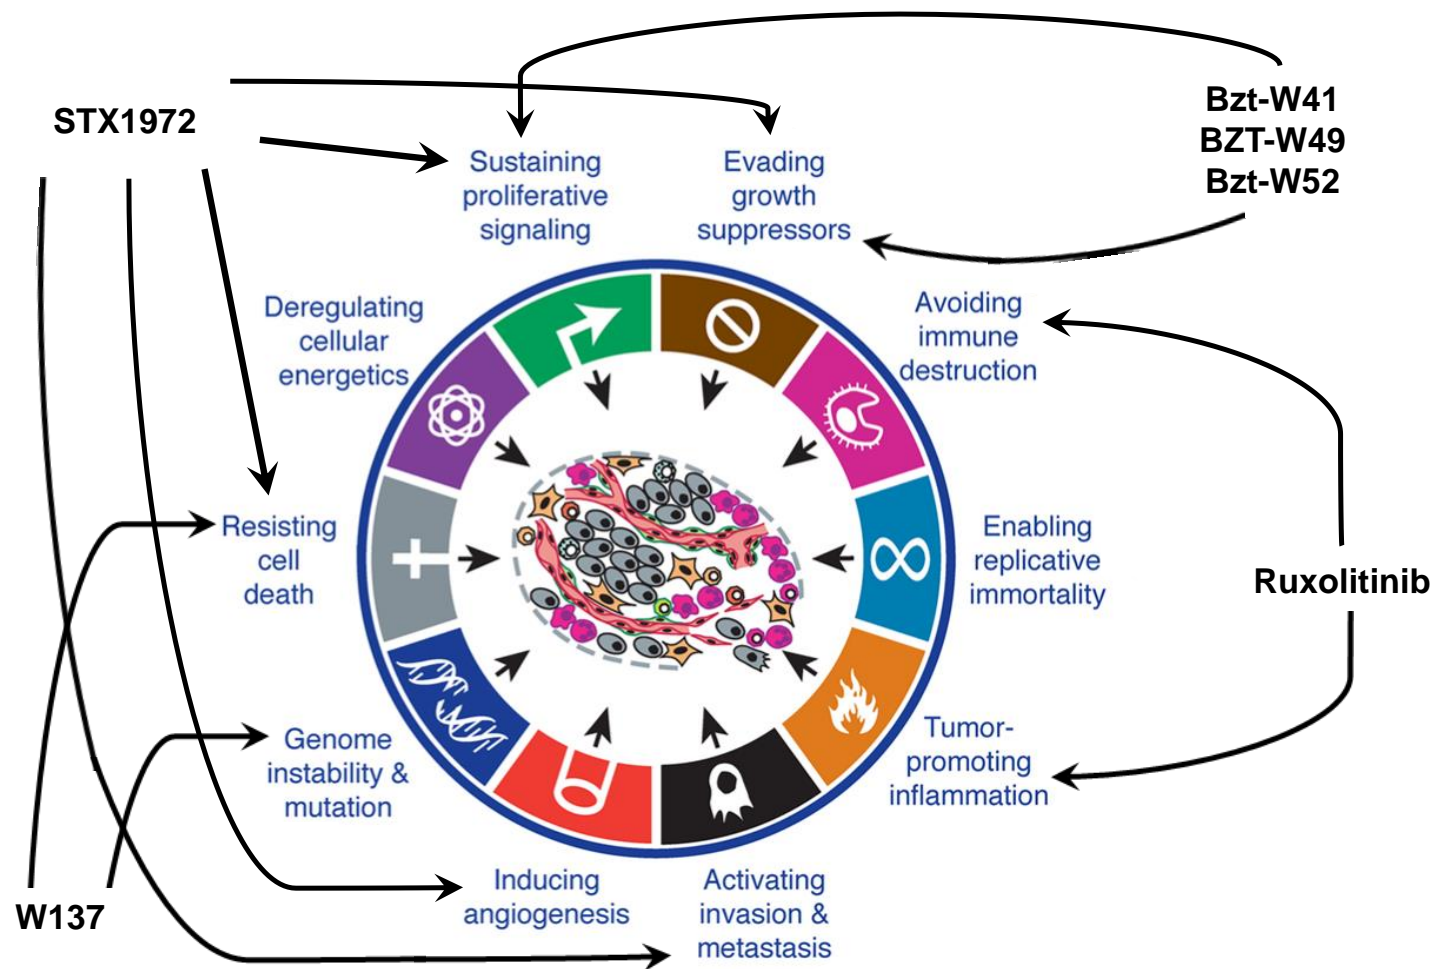 STX1972
Bzt-W41
BZT-W49
Bzt-W52
Sustaining
proliferative
signaling
Evading
growth
suppressors
Deregulating
cellular
energetics
Avoiding
immune
destruction
Resisting
cell
death
Enabling
replicative
immortality
Ruxolitinib
Genome
instability &
mutation
Tumor-
promoting
inflammation
W137
Inducing
angiogenesis
Activating
invasion &
metastasis